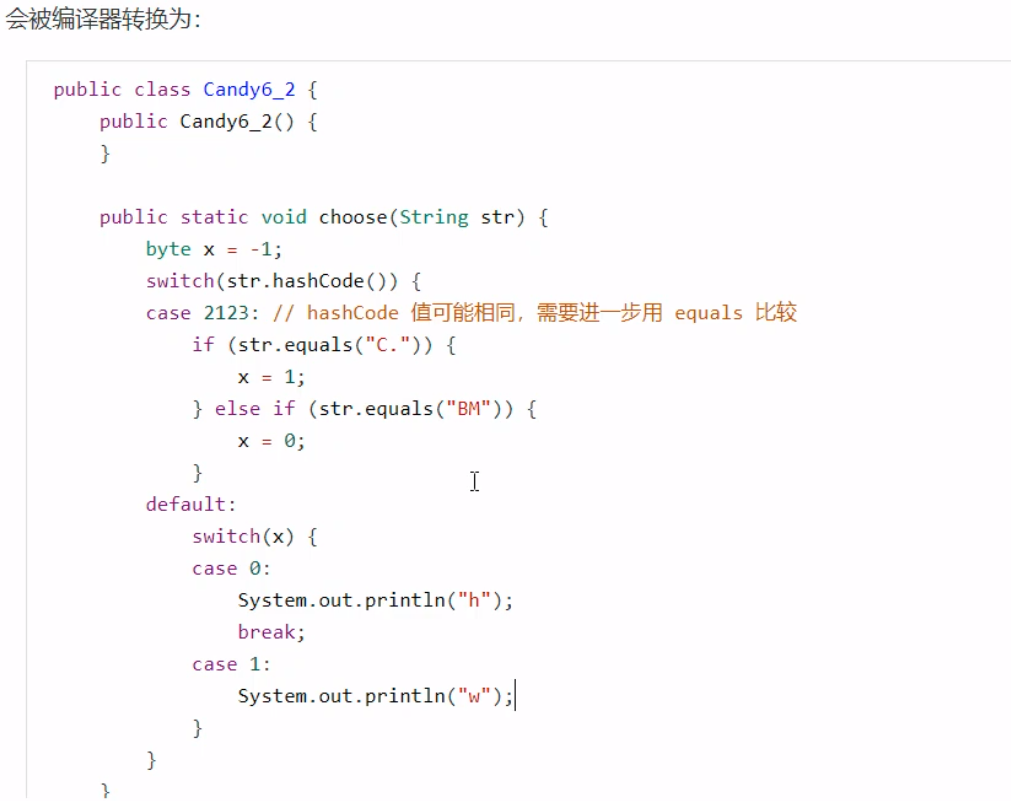 会被编译器转换为：
public class Candy6_2 {
    public Candy6_2() {
    }

    public static void choose(String str) {
        byte x = -1;
        switch(str.hashCode()) {
        case 2123: // hashCode 值可能相同，需要进一步用 equals 比较
            if (str.equals("C.")) {
                x = 1;
            } else if (str.equals("BM")) {
                x = 0;
            }
        default:
            switch(x) {
            case 0:
                System.out.println("h");
                break;
            case 1:
                System.out.println("w");
            }
        }
    }